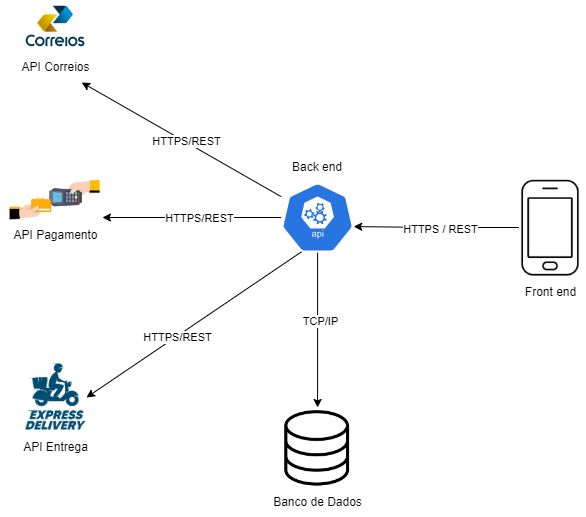 Correios
API Correios
HTTPS/REST
Back end
API Pagamento
HTTPS/REST
api
HTTPS / REST
Front end
TCP/IP
HTTPS/REST
EXPRESS
DELIVERY
API Entrega
Banco de Dados